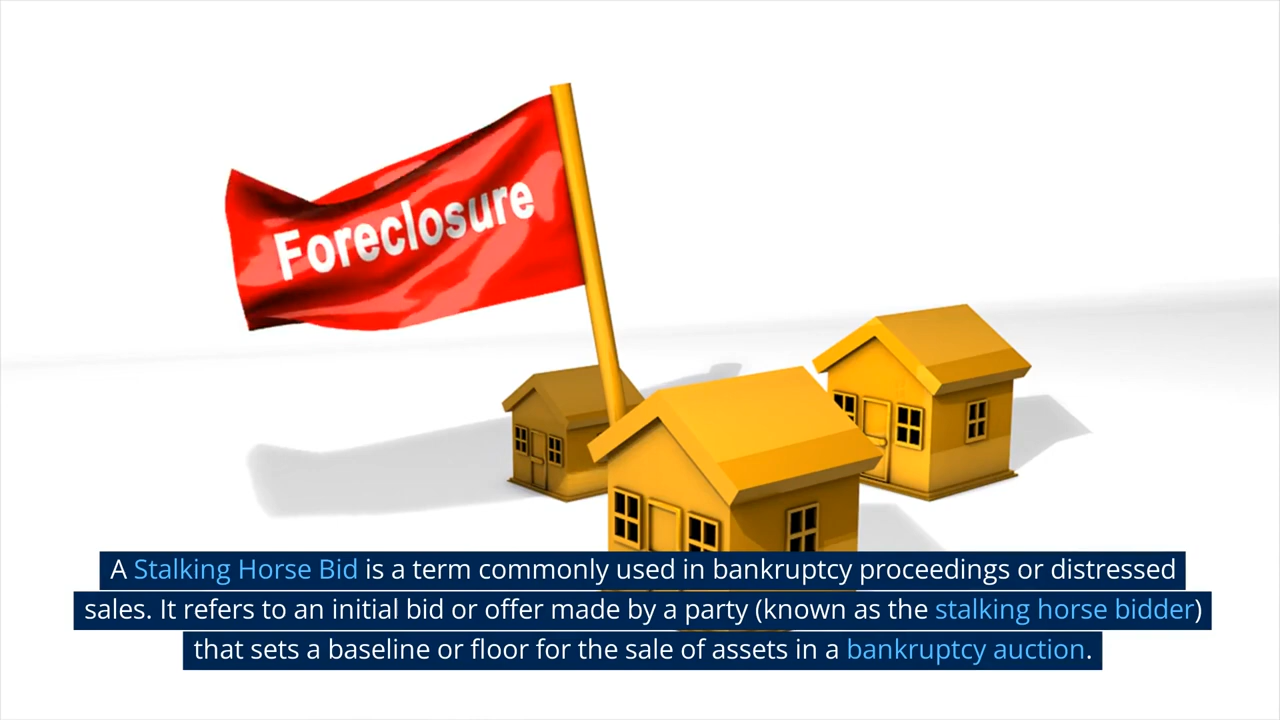 Foreclosure
A Stalking Horse Bid is a term commonly used in bankruptcy proceedings or distressed
sales. It refers to an initial bid or offer made by a party (known as the stalking horse bidder)
that sets a baseline or floor for the sale of assets in a bankruptcy auction.